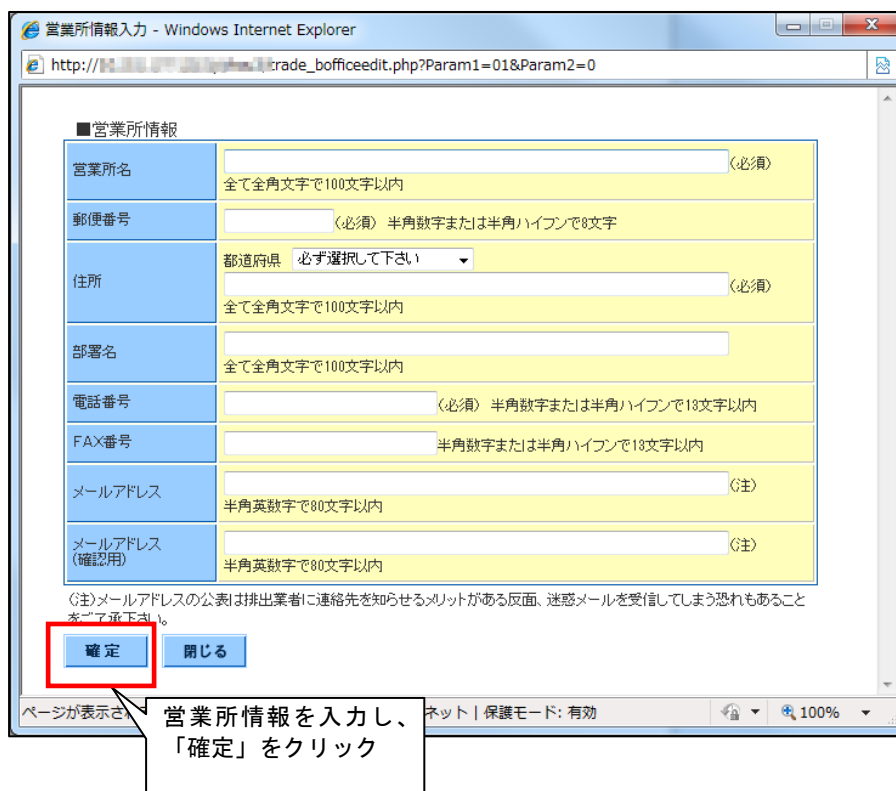 営業所情報入力 - Windows Internet Explorer
http:// trade_bofficeedit.php?Param1=01&Param2=0
■営業所情報
営業所名
(必須)
全て全角文字で100文字以内
郵便番号
(必須) 半角数字または半角ハイフンで8文字
住所
都道府県 必ず選択して下さい
(必須)
全て全角文字で100文字以内
部署名
全て全角文字で100文字以内
電話番号
(必須) 半角数字または半角ハイフンで13文字以内
FAX番号
半角数字または半角ハイフンで13文字以内
メールアドレス
(注)
半角英数字で80文字以内
メールアドレス
(確認用)
(注)
半角英数字で80文字以内
(注)メールアドレスの公表は排出業者に連絡先を知らせるメリットがある反面、迷惑メールを受信してしまう恐れもあること
をご了承下さい。
確定 閉じる
ページが表示さ ネット | 保護モード: 有効 100%
営業所情報を入力し、
「確定」をクリック